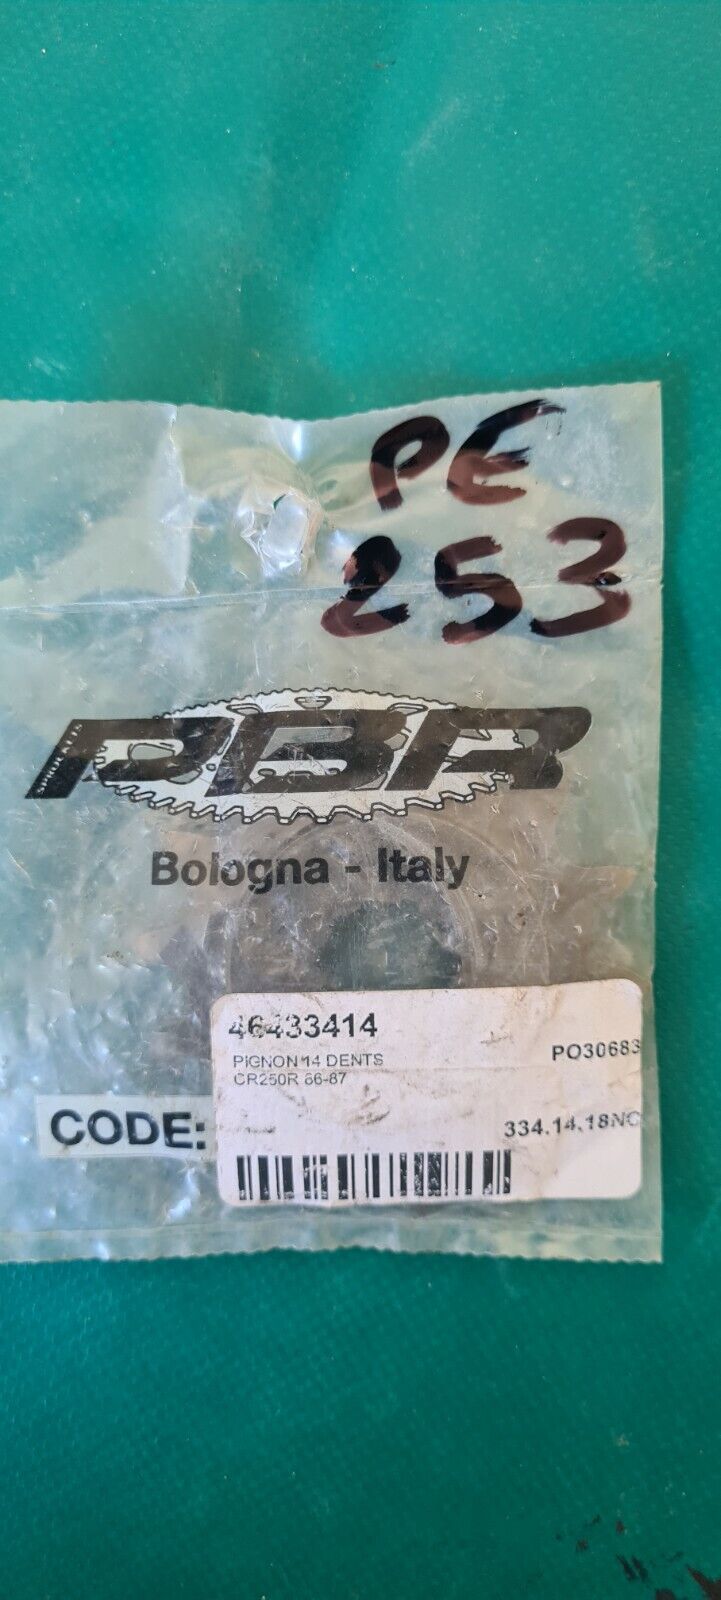 PE
253
PBR
Bologna - Italy
46433414
PIGNON 14 DENTS
PO30683
CR250R 86-87
CODE:
334.14.18NC